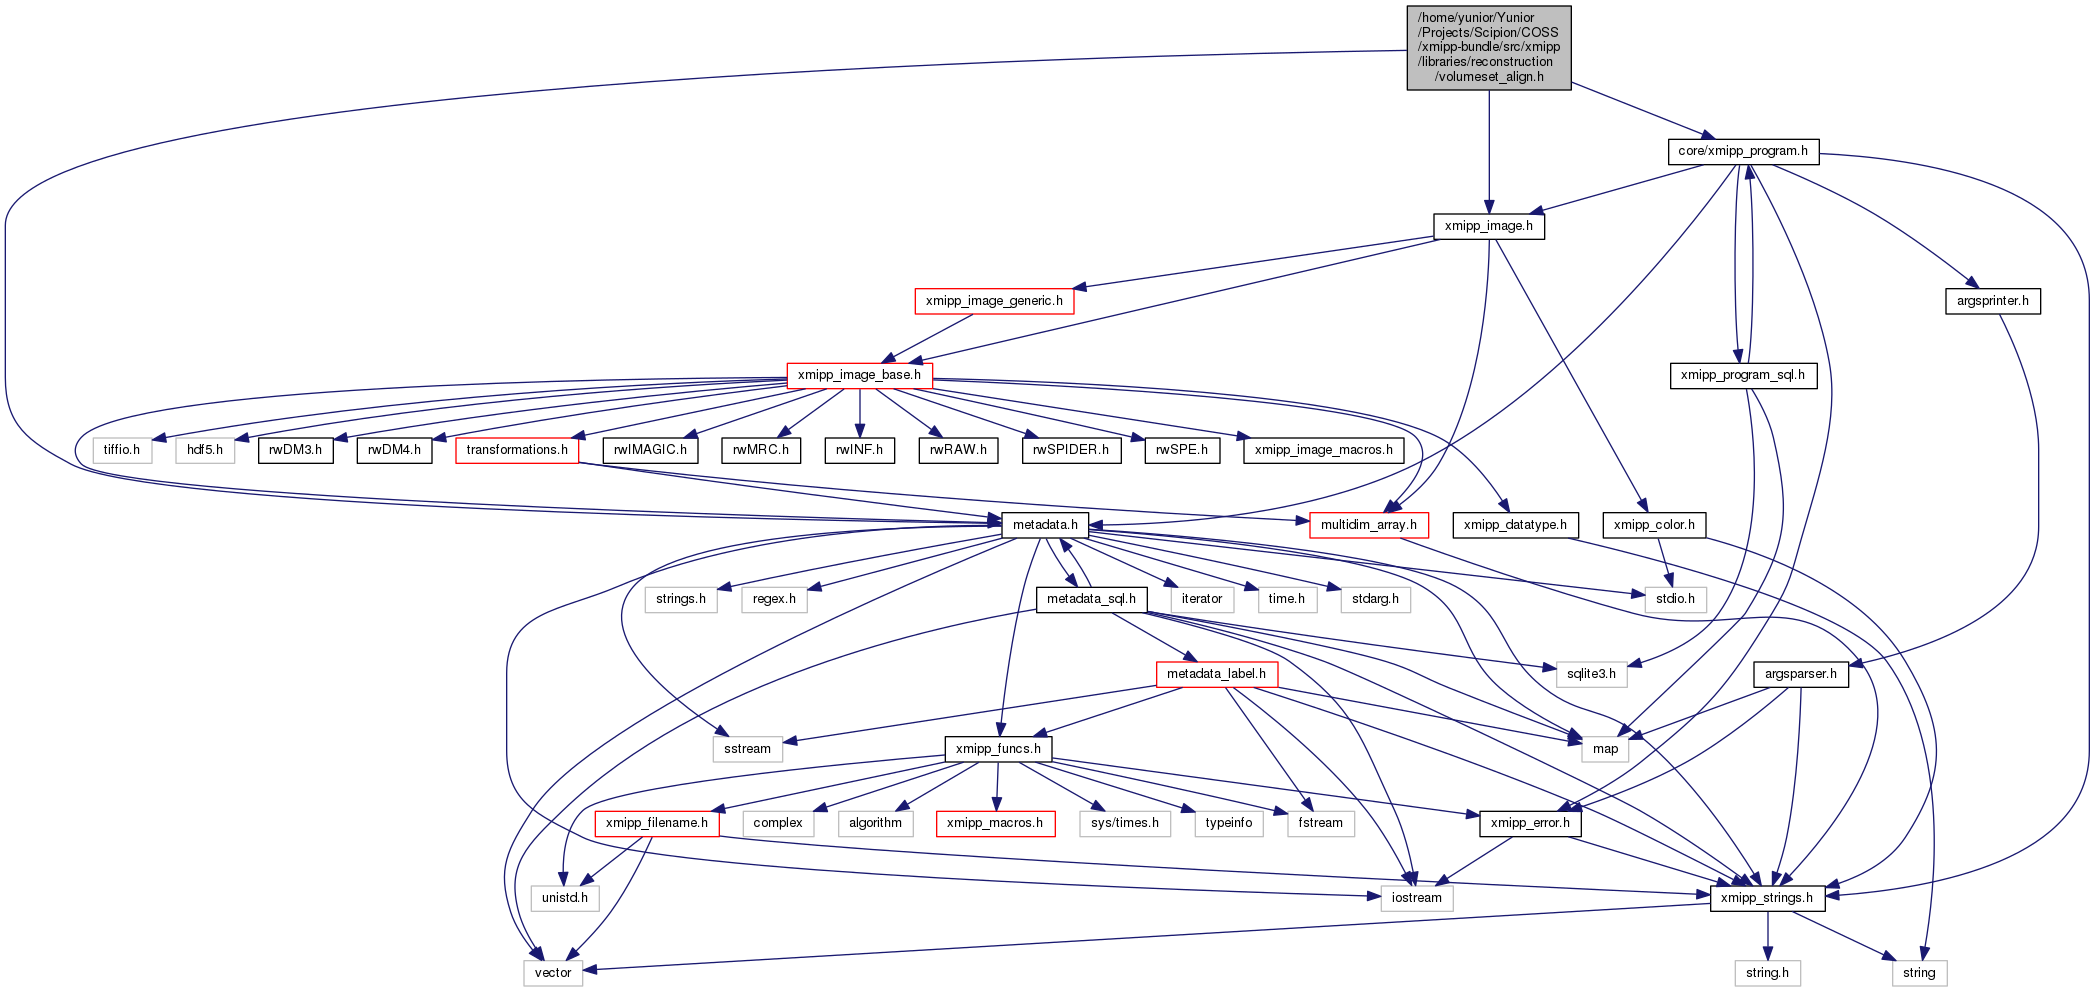 /home/yunior/Yunior
/Projects/Scipion/COSS
/xmipp-bundle/src/xmipp
/libraries/reconstruction
/volumeset_align.h
core/xmipp_program.h
xmipp_image.h
xmipp_image_generic.h
argsprinter.h
xmipp_image_base.h
xmipp_program_sql.h
tiffio.h
hdf5.h
rwDM3.h
rwDM4.h
transformations.h
rwIMAGIC.h
rwMRC.h
rwINF.h
rwRAW.h
rwSPIDER.h
rwSPE.h
xmipp_image_macros.h
metadata.h
multidim_array.h
xmipp_datatype.h
xmipp_color.h
strings.h
regex.h
metadata_sql.h
iterator
time.h
stdarg.h
stdio.h
metadata_label.h
sqlite3.h
argsparser.h
sstream
xmipp_funcs.h
map
xmipp_filename.h
complex
algorithm
xmipp_macros.h
sys/times.h
typeinfo
fstream
xmipp_error.h
unistd.h
iostream
xmipp_strings.h
vector
string.h
string